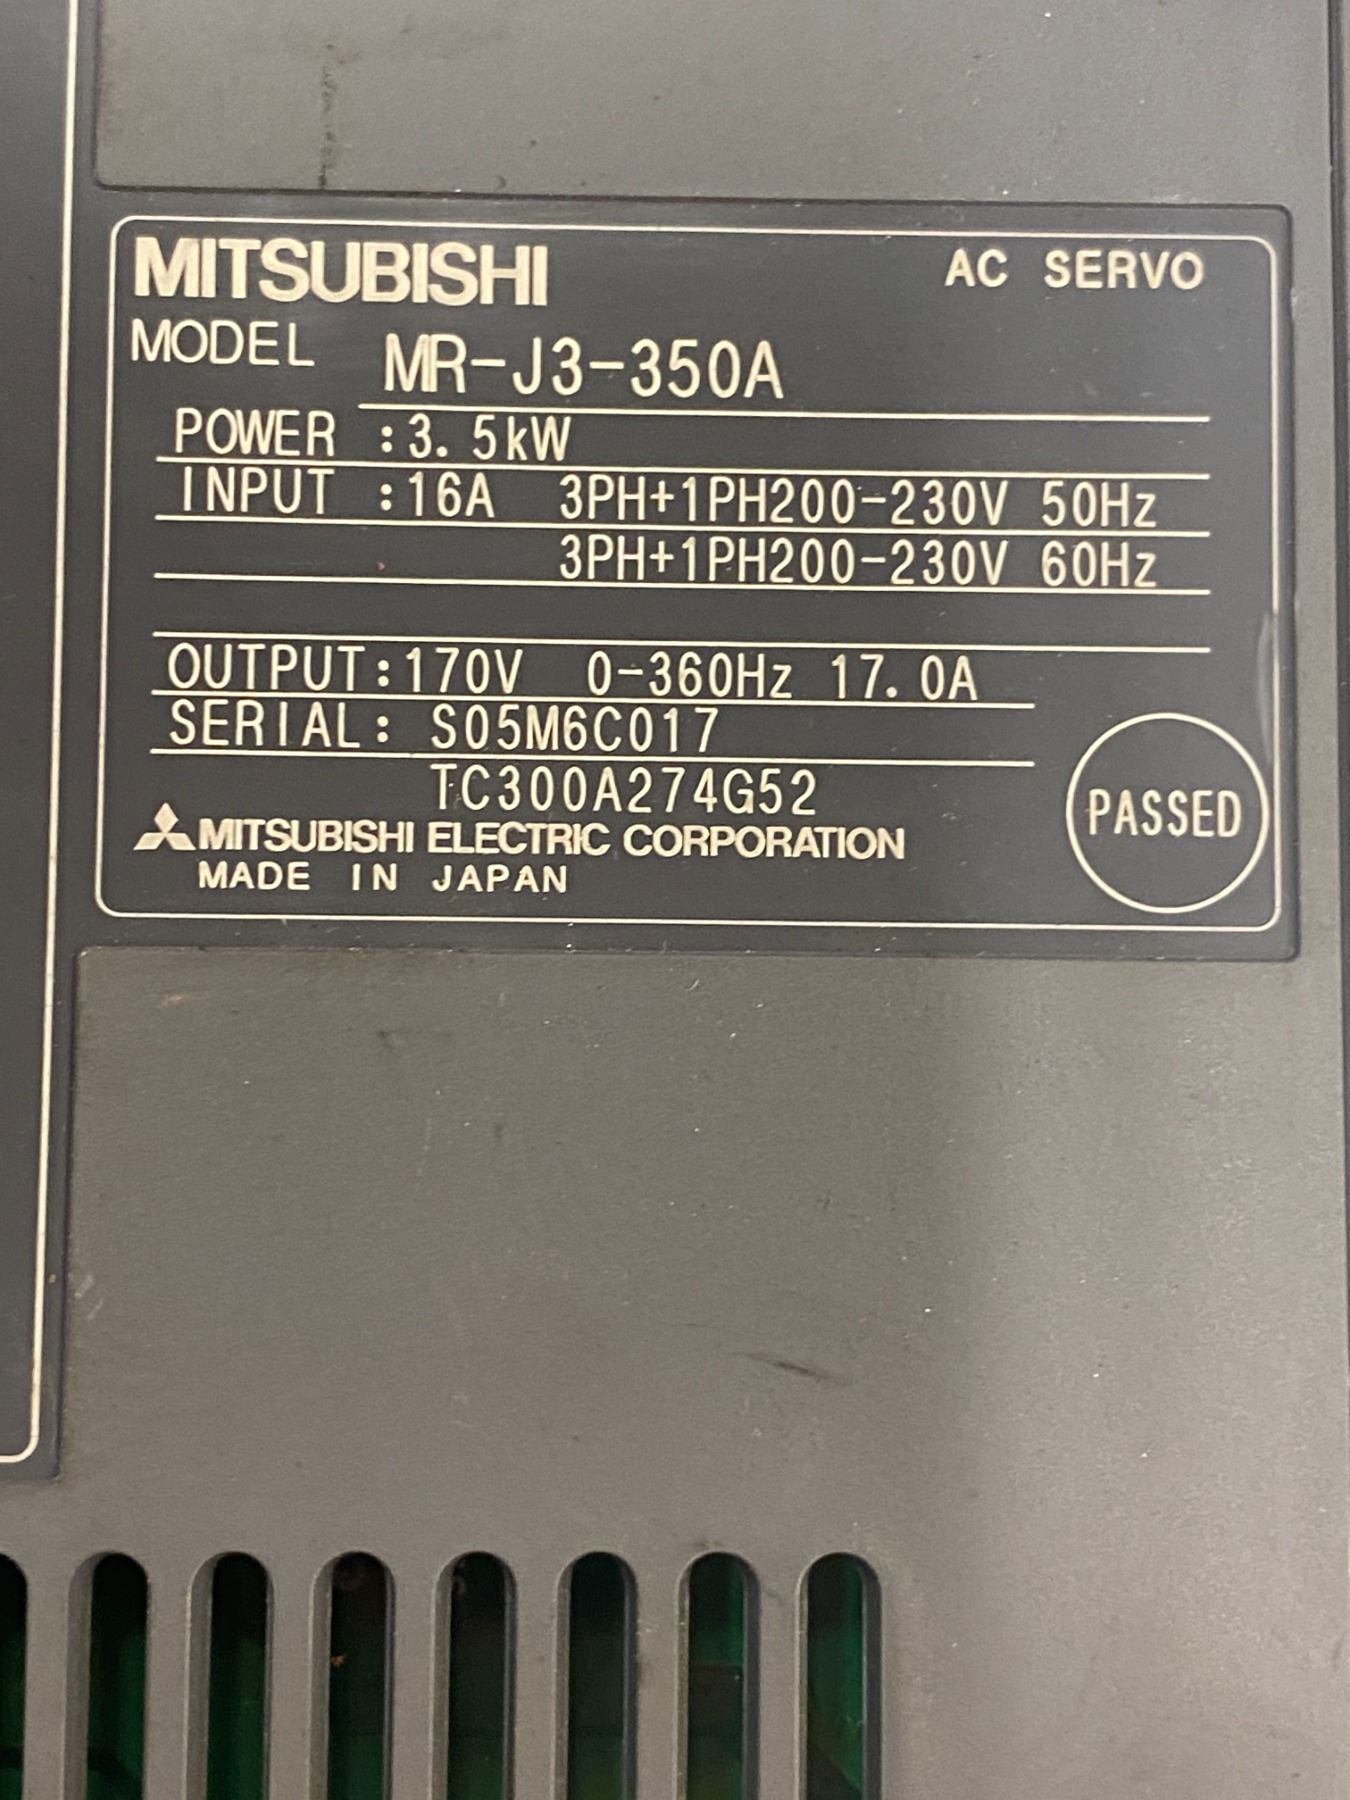 MITSUBISHI AC SERVO
MODEL MR-J3-350A
POWER :3.5kW
INPUT :16A 3PH+1PH200-230V 50Hz
3PH+1PH200-230V 60Hz
OUTPUT:170V 0-360Hz 17.0A
SERIAL: S05M6C017
TC300A274G52
PASSED
MITSUBISHI ELECTRIC CORPORATION
MADE IN JAPAN